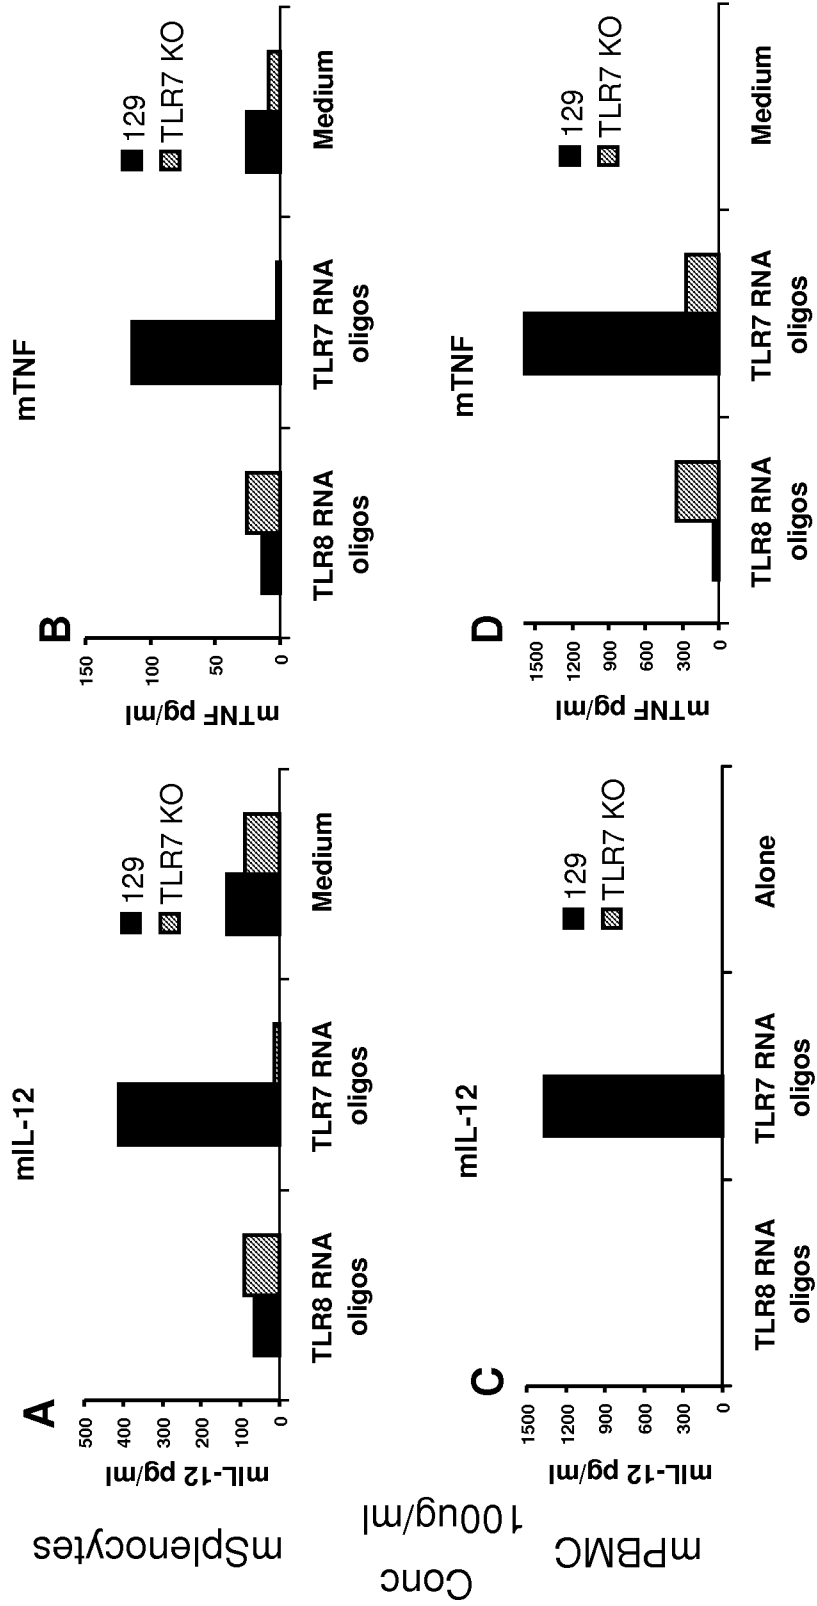 mSplenocytes
Conc
100ug/ml
mPBMC
A
mIL-12
mIL-12 pg/ml
500
400
300
200
100
0
129
TLR7 KO
TLR8 RNA
oligos
TLR7 RNA
oligos
Medium
B
mTNF
mTNF pg/ml
150
100
50
0
129
TLR7 KO
TLR8 RNA
oligos
TLR7 RNA
oligos
Medium
C
mIL-12
mIL-12 pg/ml
1500
1200
900
600
300
0
129
TLR7 KO
TLR8 RNA
oligos
TLR7 RNA
oligos
Alone
D
mTNF
mTNF pg/ml
1500
1200
900
600
300
0
129
TLR7 KO
TLR8 RNA
oligos
TLR7 RNA
oligos
Medium